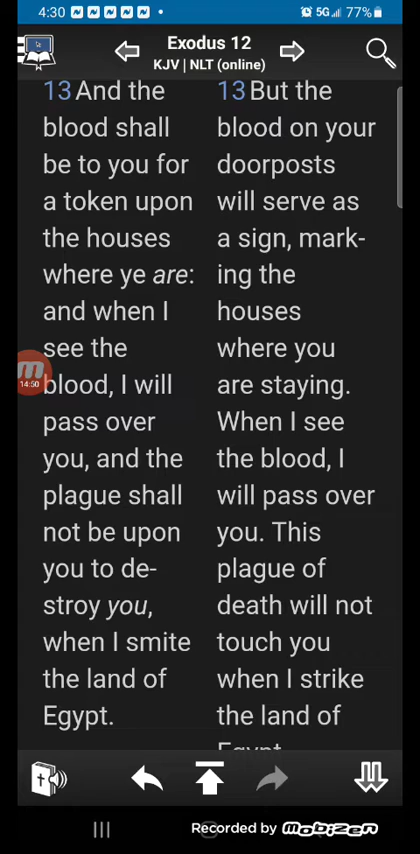 4:30 N N N N • 5G 77%
Exodus 12
KJV | NLT (online)
13 And the
blood shall
be to you for
a token upon
the houses
where ye are:
and when I
see the
blood, I will
pass over
you, and the
plague shall
not be upon
you to de-
stroy you,
when I smite
the land of
Egypt.
13 But the
blood on your
doorposts
will serve as
a sign, mark-
ing the
houses
where you
are staying.
When I see
the blood, I
will pass over
you. This
plague of
death will not
touch you
when I strike
the land of
Egypt.
m
14:50
Recorded by mobizen